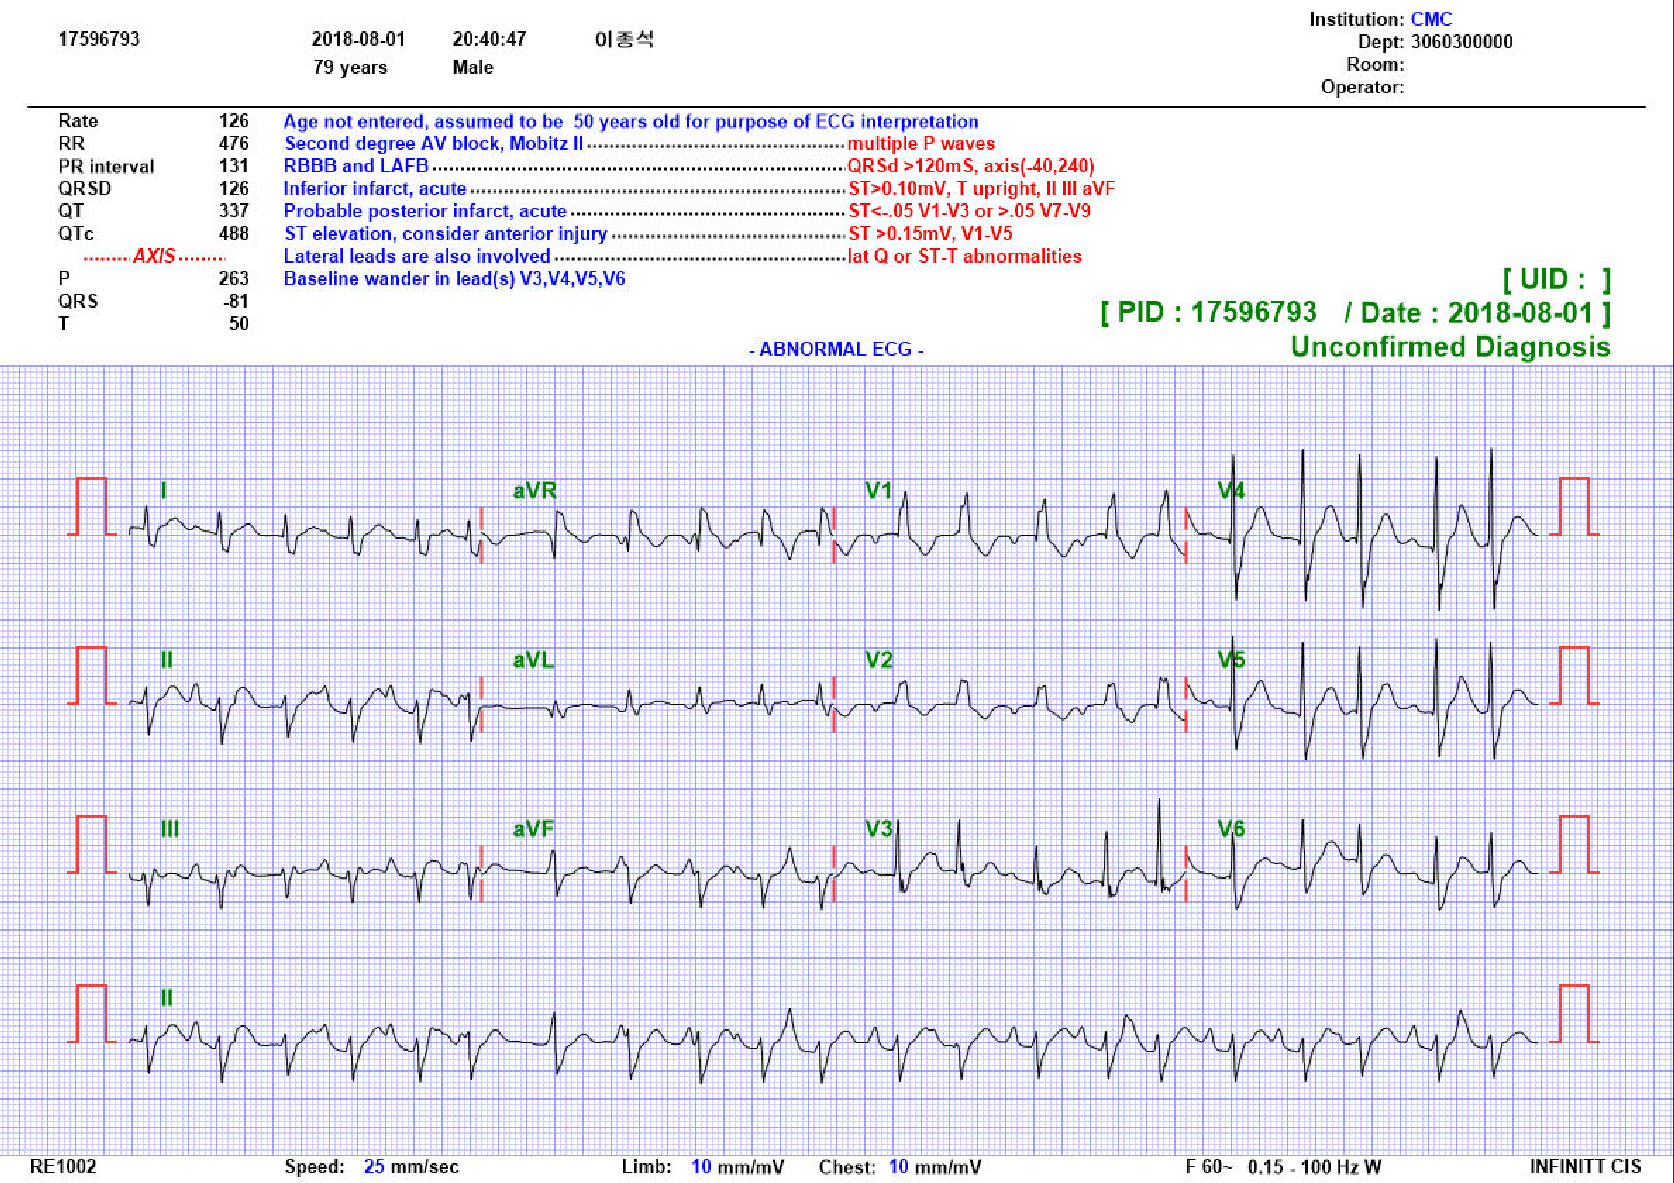 Institution: CMC
17596793 2018-08-01 20:40:47 이종석
Dept: 3060300000
79 years Male
Room:
Operator:
Rate 126 Age not entered, assumed to be 50 years old for purpose of ECG interpretation
RR 476 Second degree AV block, Mobitz II multiple P waves
PR interval 131 RBBB and LAFB QRSd >120mS, axis(-40,240)
QRSD 126 Inferior infarct, acute ST>0.10mV, T upright, II III aVF
QT 337 Probable posterior infarct, acute ST<-.05 V1-V3 or >.05 V7-V9
QTc 488 ST elevation, consider anterior injury ST >0.15mV, V1-V5
AXIS Lateral leads are also involved lat Q or ST-T abnormalities
P 263 Baseline wander in lead(s) V3,V4,V5,V6
[ UID : ]
QRS -81
[ PID : 17596793 / Date : 2018-08-01 ]
T 50
- ABNORMAL ECG -
Unconfirmed Diagnosis
I aVR V1 V4
II aVL V2 V5
III aVF V3 V6
II
RE1002 Speed: 25 mm/sec Limb: 10 mm/mV Chest: 10 mm/mV F 60~ 0.15 - 100 Hz W INFINITT CIS